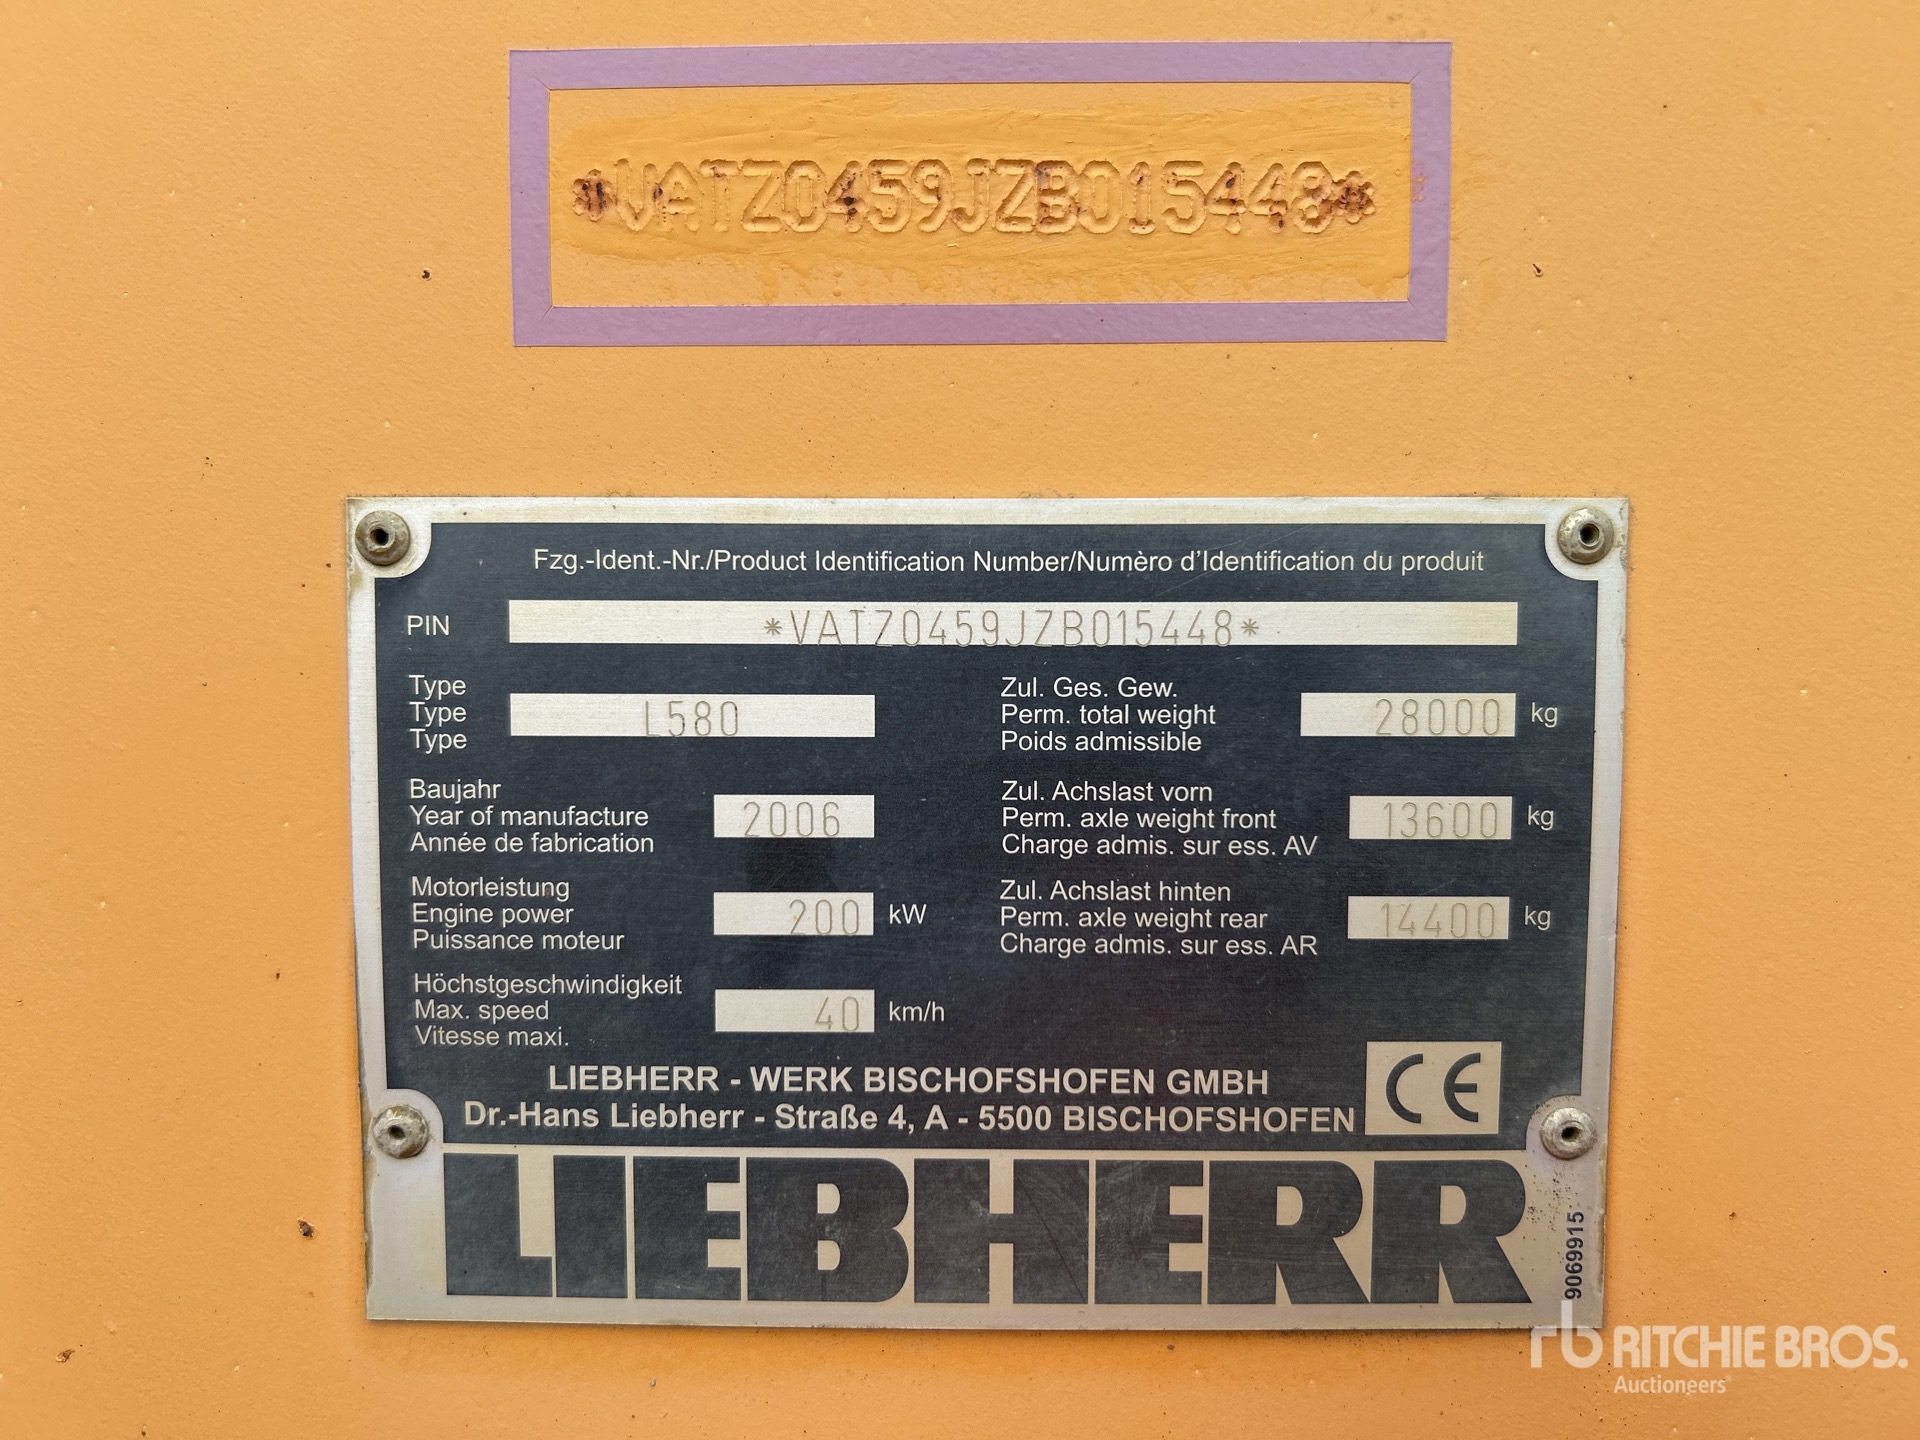 *VATZ0459JZB015448*
Fzg.-Ident.-Nr./Product Identification Number/Numèro d'Identification du produit
PIN *VATZ0459JZB015448*
Type
Type L580
Type
Zul. Ges. Gew.
Perm. total weight 28000 kg
Poids admissible
Baujahr
Year of manufacture 2006
Année de fabrication
Zul. Achslast vorn
Perm. axle weight front 13600 kg
Charge admis. sur ess. AV
Motorleistung
Engine power 200 kW
Puissance moteur
Zul. Achslast hinten
Perm. axle weight rear 14400 kg
Charge admis. sur ess. AR
Höchstgeschwindigkeit
Max. speed 40 km/h
Vitesse maxi.
LIEBHERR - WERK BISCHOFSHOFEN GMBH
Dr.-Hans Liebherr - Straße 4, A - 5500 BISCHOFSHOFEN
CE
LIEBHERR
9069915
rb RITCHIE BROS.
Auctioneers